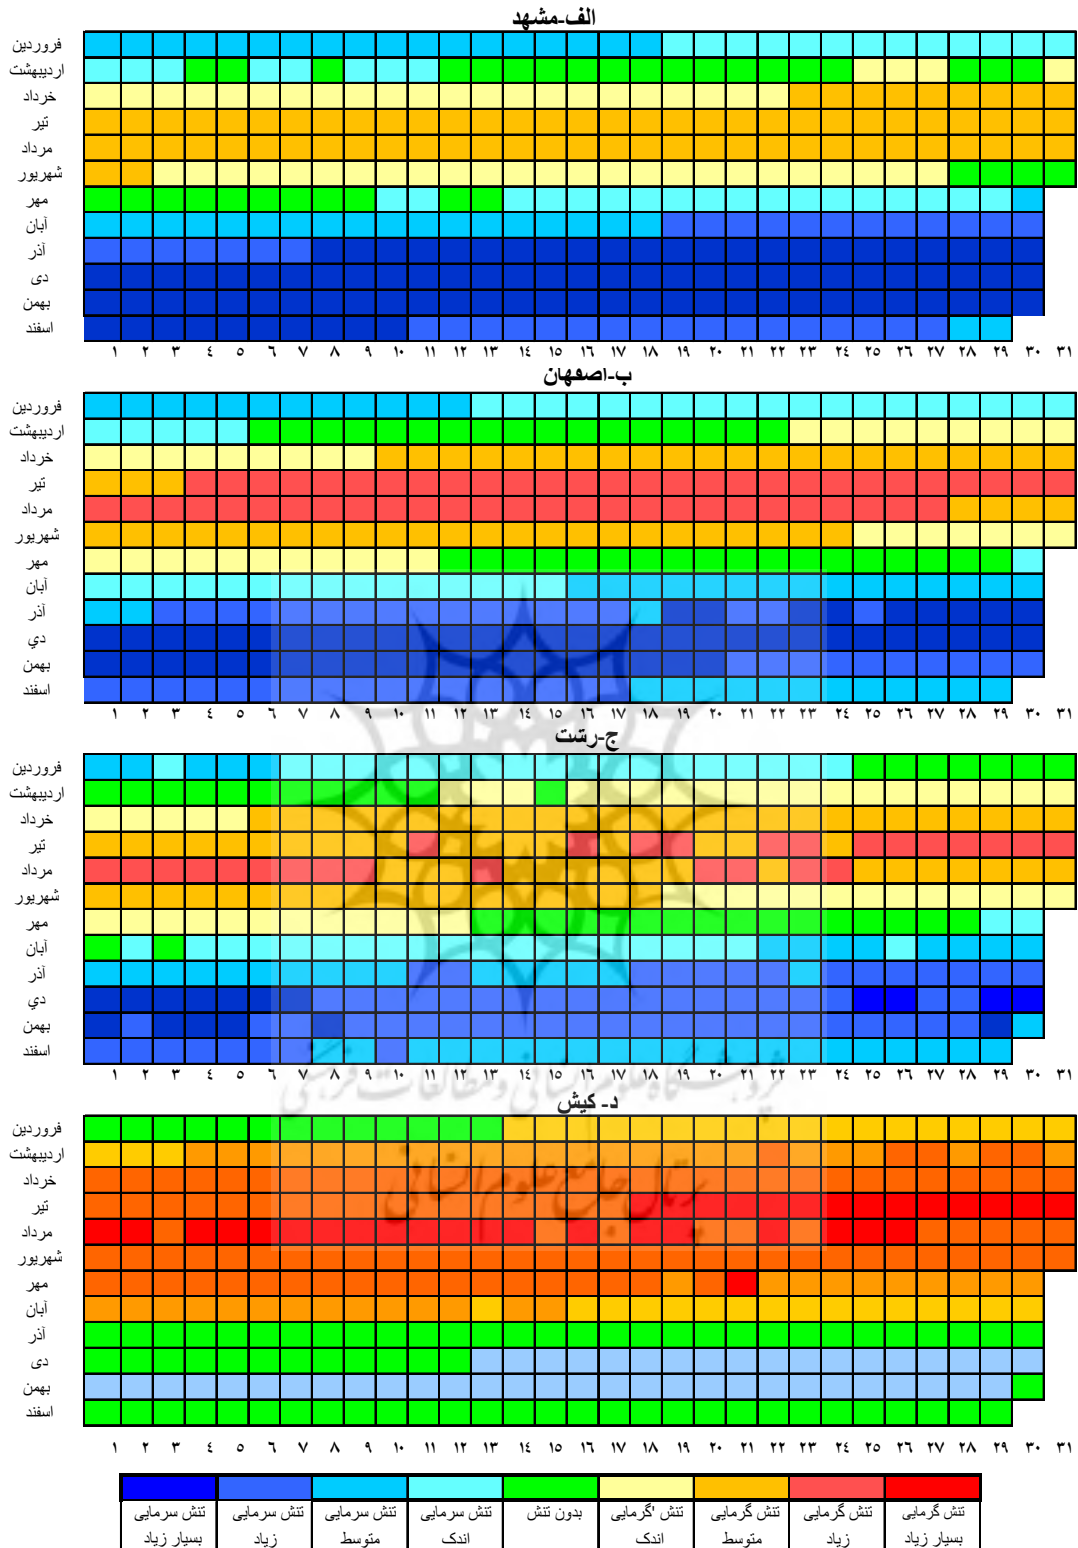 الف-مشهد
فروردین
اردیبهشت
خرداد
تیر
مرداد
شهریور
مهر
آبان
آذر
دی
بهمن
اسفند
۱ ۲ ۳ ٤ ٥ ٦ ۷ ۸ ۹ ۱۰ ۱۱ ۱۲ ۱۳ ۱٤ ۱٥ ۱٦ ۱۷ ۱۸ ۱۹ ۲۰ ۲۱ ۲۲ ۲۳ ۲٤ ۲٥ ۲٦ ۲۷ ۲۸ ۲۹ ۳۰ ۳۱
ب-اصفهان
فروردین
اردیبهشت
خرداد
تیر
مرداد
شهریور
مهر
آبان
آذر
دي
بهمن
اسفند
۱ ۲ ۳ ٤ ٥ ٦ ۷ ۸ ۹ ۱۰ ۱۱ ۱۲ ۱۳ ۱٤ ۱٥ ۱٦ ۱۷ ۱۸ ۱۹ ۲۰ ۲۱ ۲۲ ۲۳ ۲٤ ۲٥ ۲٦ ۲۷ ۲۸ ۲۹ ۳۰ ۳۱
ج-رشت
فروردین
اردیبهشت
خرداد
تیر
مرداد
شهریور
مهر
آبان
آذر
دي
بهمن
اسفند
۱ ۲ ۳ ٤ ٥ ٦ ۷ ۸ ۹ ۱۰ ۱۱ ۱۲ ۱۳ ۱٤ ۱٥ ۱٦ ۱۷ ۱۸ ۱۹ ۲۰ ۲۱ ۲۲ ۲۳ ۲٤ ۲٥ ۲٦ ۲۷ ۲۸ ۲۹ ۳۰ ۳۱
پژوهشگاه علوم انسانی و مطالعات فرهنگی
د- کیش
فروردین
اردیبهشت
خرداد
تیر
مرداد
شهریور
مهر
آبان
آذر
دی
بهمن
اسفند
پرتال جامع علوم انسانی
۱ ۲ ۳ ٤ ٥ ٦ ۷ ۸ ۹ ۱۰ ۱۱ ۱۲ ۱۳ ۱٤ ۱٥ ۱٦ ۱۷ ۱۸ ۱۹ ۲۰ ۲۱ ۲۲ ۲۳ ۲٤ ۲٥ ۲٦ ۲۷ ۲۸ ۲۹ ۳۰ ۳۱
تنش گرمایی بسیار زیاد
تنش گرمایی زیاد
تنش گرمایی متوسط
تنش 'گرمایی اندک
بدون تنش
تنش سرمایی اندک
تنش سرمایی متوسط
تنش سرمایی زیاد
تنش سرمایی بسیار زیاد